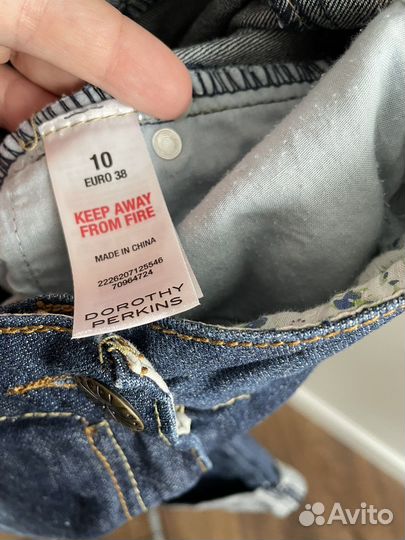 10
EURO 38
KEEP AWAY
FROM FIRE
MADE IN CHINA
2226207125546
70964724
DOROTHY
PERKINS
Avito